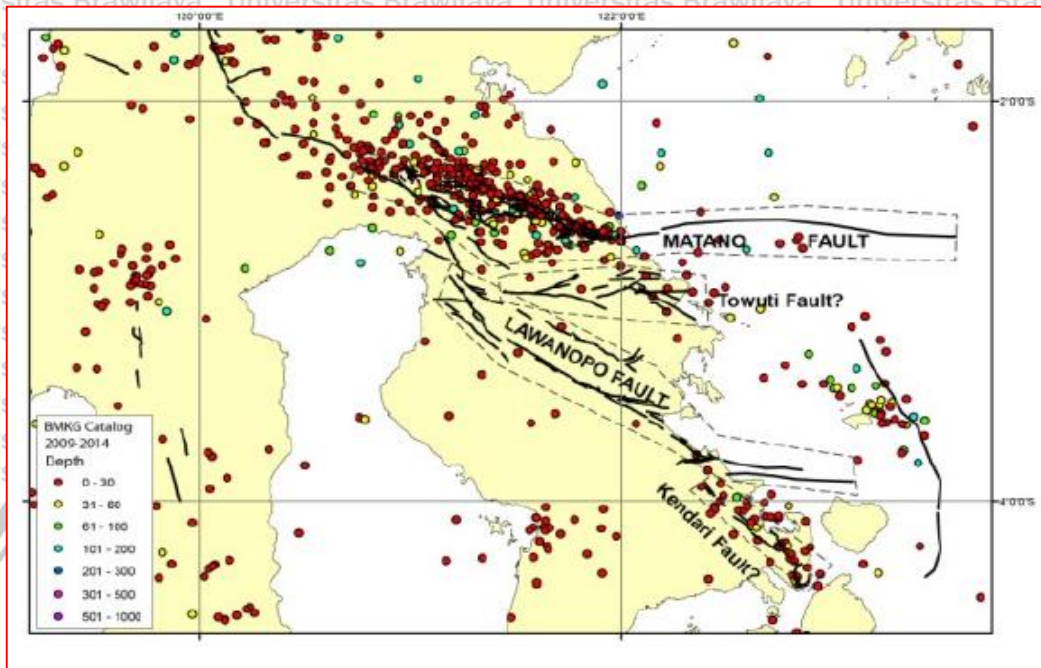 Universitas Brawijaya Universitas Brawijaya Universitas Brawijaya
120°0'0"E 122°0'0"E
2°0'0"S
MATANO FAULT
Towuti Fault?
LAWANOPO FAULT
BMKG Catalog
2009-2014
Depth
0 - 30
31 - 60
61 - 100
101 - 200
201 - 300
301 - 500
501 - 1000
4°0'0"S
Kendari Fault?